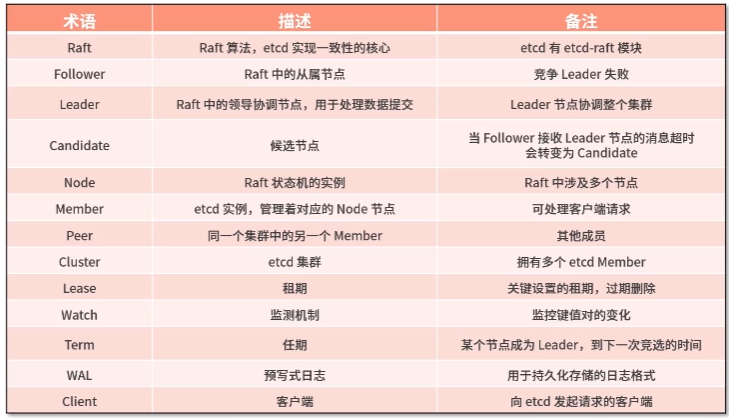 术语 描述 备注
Raft Raft 算法，etcd 实现一致性的核心 etcd 有 etcd-raft 模块
Follower Raft 中的从属节点 竞争 Leader 失败
Leader Raft 中的领导协调节点，用于处理数据提交 Leader 节点协调整个集群
Candidate 候选节点 当 Follower 接收 Leader 节点的消息超时
会转变为 Candidate
Node Raft 状态机的实例 Raft 中涉及多个节点
Member etcd 实例，管理着对应的 Node 节点 可处理客户端请求
Peer 同一个集群中的另一个 Member 其他成员
Cluster etcd 集群 拥有多个 etcd Member
Lease 租期 关键设置的租期，过期删除
Watch 监测机制 监控键值对的变化
Term 任期 某个节点成为 Leader，到下一次竞选的时间
WAL 预写式日志 用于持久化存储的日志格式
Client 客户端 向 etcd 发起请求的客户端